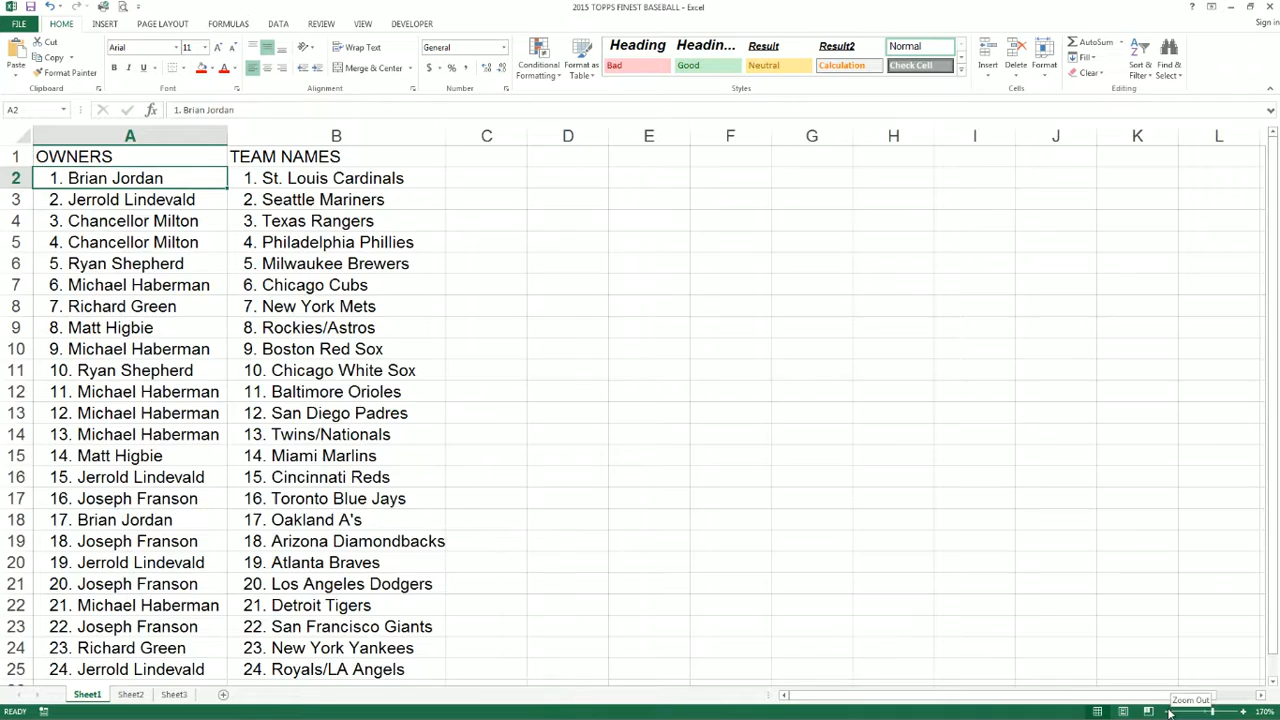 2015 TOPPS FINEST BASEBALL - Excel
Sign in
FILE HOME INSERT PAGE LAYOUT FORMULAS DATA REVIEW VIEW DEVELOPER
Paste Cut Copy Format Painter Clipboard
Arial 11 B I U Font
Wrap Text Merge & Center Alignment
General $ % , Number
Conditional Formatting Format as Table
Heading Headin... Result Result2 Normal
Bad Good Neutral Calculation Check Cell
Styles
Insert Delete Format Cells
AutoSum Fill Clear Sort & Filter Find & Select Editing
A2 fx 1. Brian Jordan
A B C D E F G H I J K L
1 OWNERS TEAM NAMES
2 1. Brian Jordan 1. St. Louis Cardinals
3 2. Jerrold Lindevald 2. Seattle Mariners
4 3. Chancellor Milton 3. Texas Rangers
5 4. Chancellor Milton 4. Philadelphia Phillies
6 5. Ryan Shepherd 5. Milwaukee Brewers
7 6. Michael Haberman 6. Chicago Cubs
8 7. Richard Green 7. New York Mets
9 8. Matt Higbie 8. Rockies/Astros
10 9. Michael Haberman 9. Boston Red Sox
11 10. Ryan Shepherd 10. Chicago White Sox
12 11. Michael Haberman 11. Baltimore Orioles
13 12. Michael Haberman 12. San Diego Padres
14 13. Michael Haberman 13. Twins/Nationals
15 14. Matt Higbie 14. Miami Marlins
16 15. Jerrold Lindevald 15. Cincinnati Reds
17 16. Joseph Franson 16. Toronto Blue Jays
18 17. Brian Jordan 17. Oakland A's
19 18. Joseph Franson 18. Arizona Diamondbacks
20 19. Jerrold Lindevald 19. Atlanta Braves
21 20. Joseph Franson 20. Los Angeles Dodgers
22 21. Michael Haberman 21. Detroit Tigers
23 22. Joseph Franson 22. San Francisco Giants
24 23. Richard Green 23. New York Yankees
25 24. Jerrold Lindevald 24. Royals/LA Angels
Sheet1 Sheet2 Sheet3
Zoom Out
READY 170%